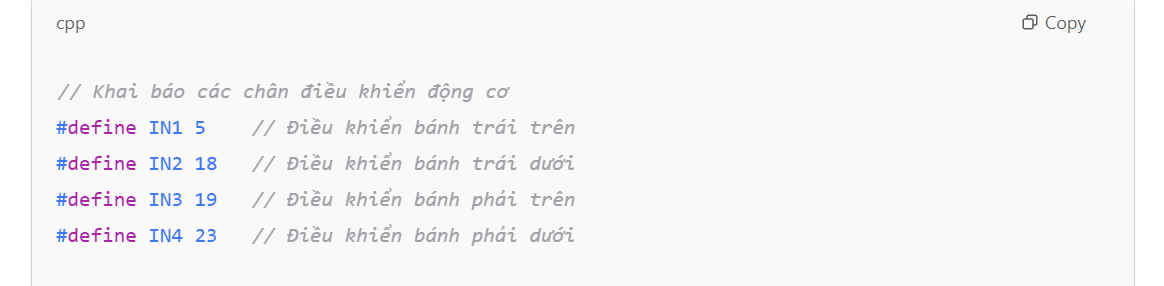 cpp
Copy
// Khai báo các chân điều khiển động cơ
#define IN1 5    // Điều khiển bánh trái trên
#define IN2 18   // Điều khiển bánh trái dưới
#define IN3 19   // Điều khiển bánh phải trên
#define IN4 23   // Điều khiển bánh phải dưới